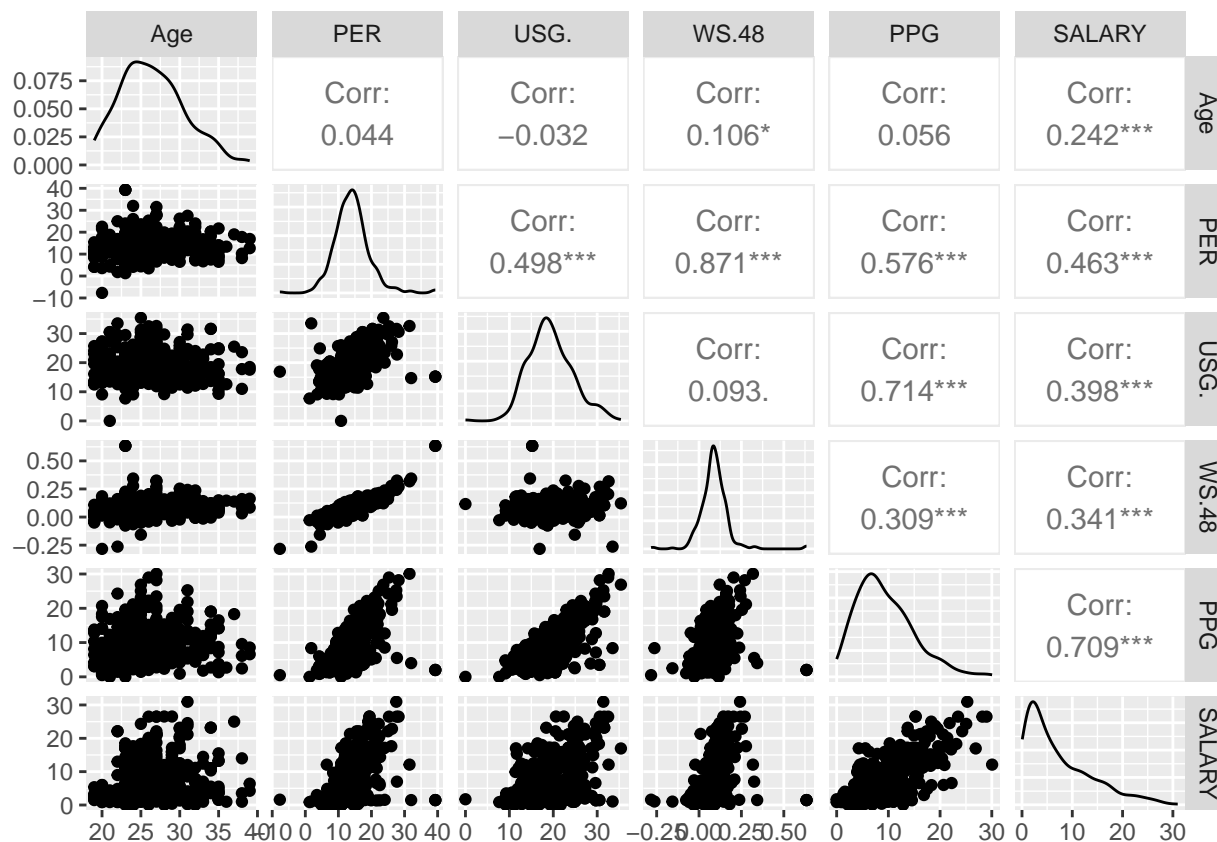 Age PER USG. WS.48 PPG SALARY
0.075
0.050
0.025
0.000
Corr: Corr: Corr: Corr: Corr:
0.044 −0.032 0.106* 0.056 0.242***
Age
40
30
20
10
0
−10
Corr: Corr: Corr: Corr:
0.498*** 0.871*** 0.576*** 0.463***
PER
30
20
10
0
Corr: Corr: Corr:
0.093. 0.714*** 0.398***
USG.
0.50
0.25
0.00
−0.25
Corr: Corr:
0.309*** 0.341***
WS.48
30
20
10
0
Corr:
0.709***
PPG
30
20
10
0
SALARY
20 25 30 35 40 −10 0 10 20 30 40 0 10 20 30 −0.25 0.00 0.25 0.50 0 10 20 30 0 10 20 30